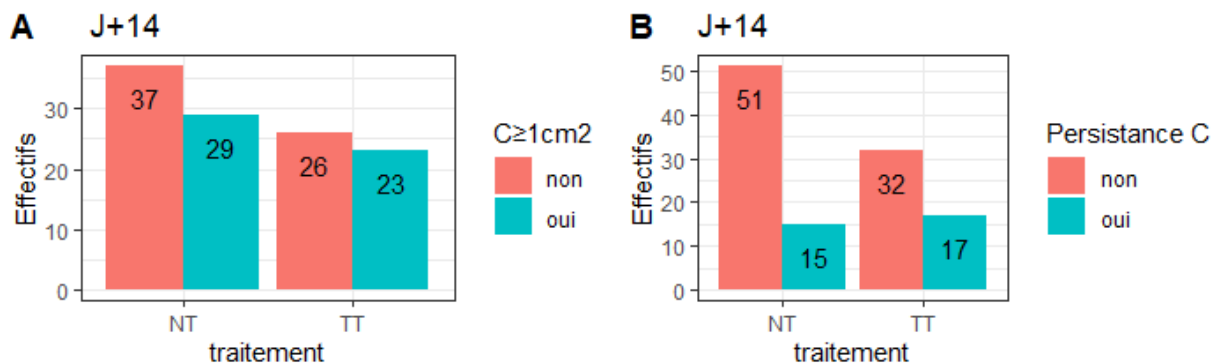 A J+14
Effectifs
30
20
10
0
37
29
26
23
NT TT
traitement
C≥1cm2
non
oui
B J+14
Effectifs
50
40
30
20
10
0
51
15
32
17
NT TT
traitement
Persistance C
non
oui